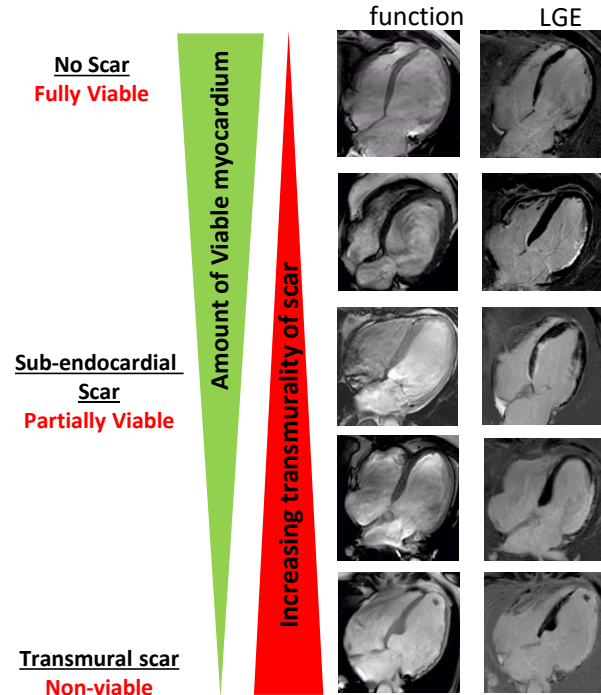 function
LGE
No Scar
Fully Viable
Amount of Viable myocardium
Increasing transmurality of scar
Sub-endocardial
Scar
Partially Viable
Transmural scar
Non-viable